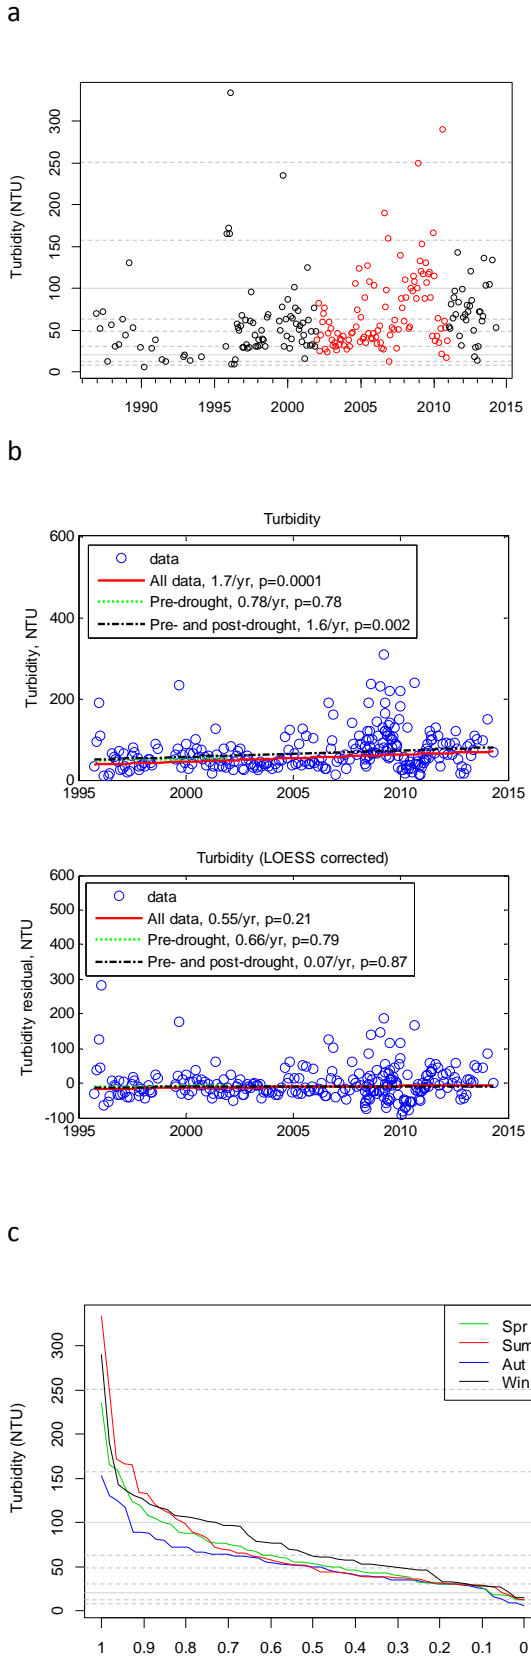 a
300
250
200
150
100
50
0
Turbidity (NTU)
1990 1995 2000 2005 2010 2015
b
Turbidity
600
400
200
0
Turbidity, NTU
data
All data, 1.7/yr, p=0.0001
Pre-drought, 0.78/yr, p=0.78
Pre- and post-drought, 1.6/yr, p=0.002
1995 2000 2005 2010 2015
Turbidity (LOESS corrected)
600
500
400
300
200
100
0
-100
Turbidity residual, NTU
data
All data, 0.55/yr, p=0.21
Pre-drought, 0.66/yr, p=0.79
Pre- and post-drought, 0.07/yr, p=0.87
1995 2000 2005 2010 2015
c
300
250
200
150
100
50
0
Turbidity (NTU)
Spr
Sum
Aut
Win
1 0.9 0.8 0.7 0.6 0.5 0.4 0.3 0.2 0.1 0